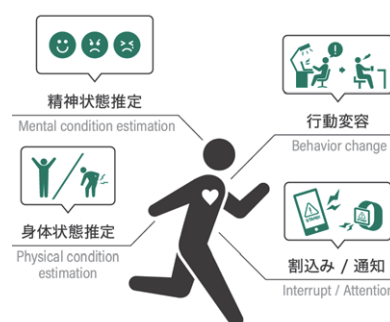 精神状態推定
Mental condition estimation
行動変容
Behavior change
身体状態推定
Physical condition
estimation
割込み / 通知
Interrupt / Attention